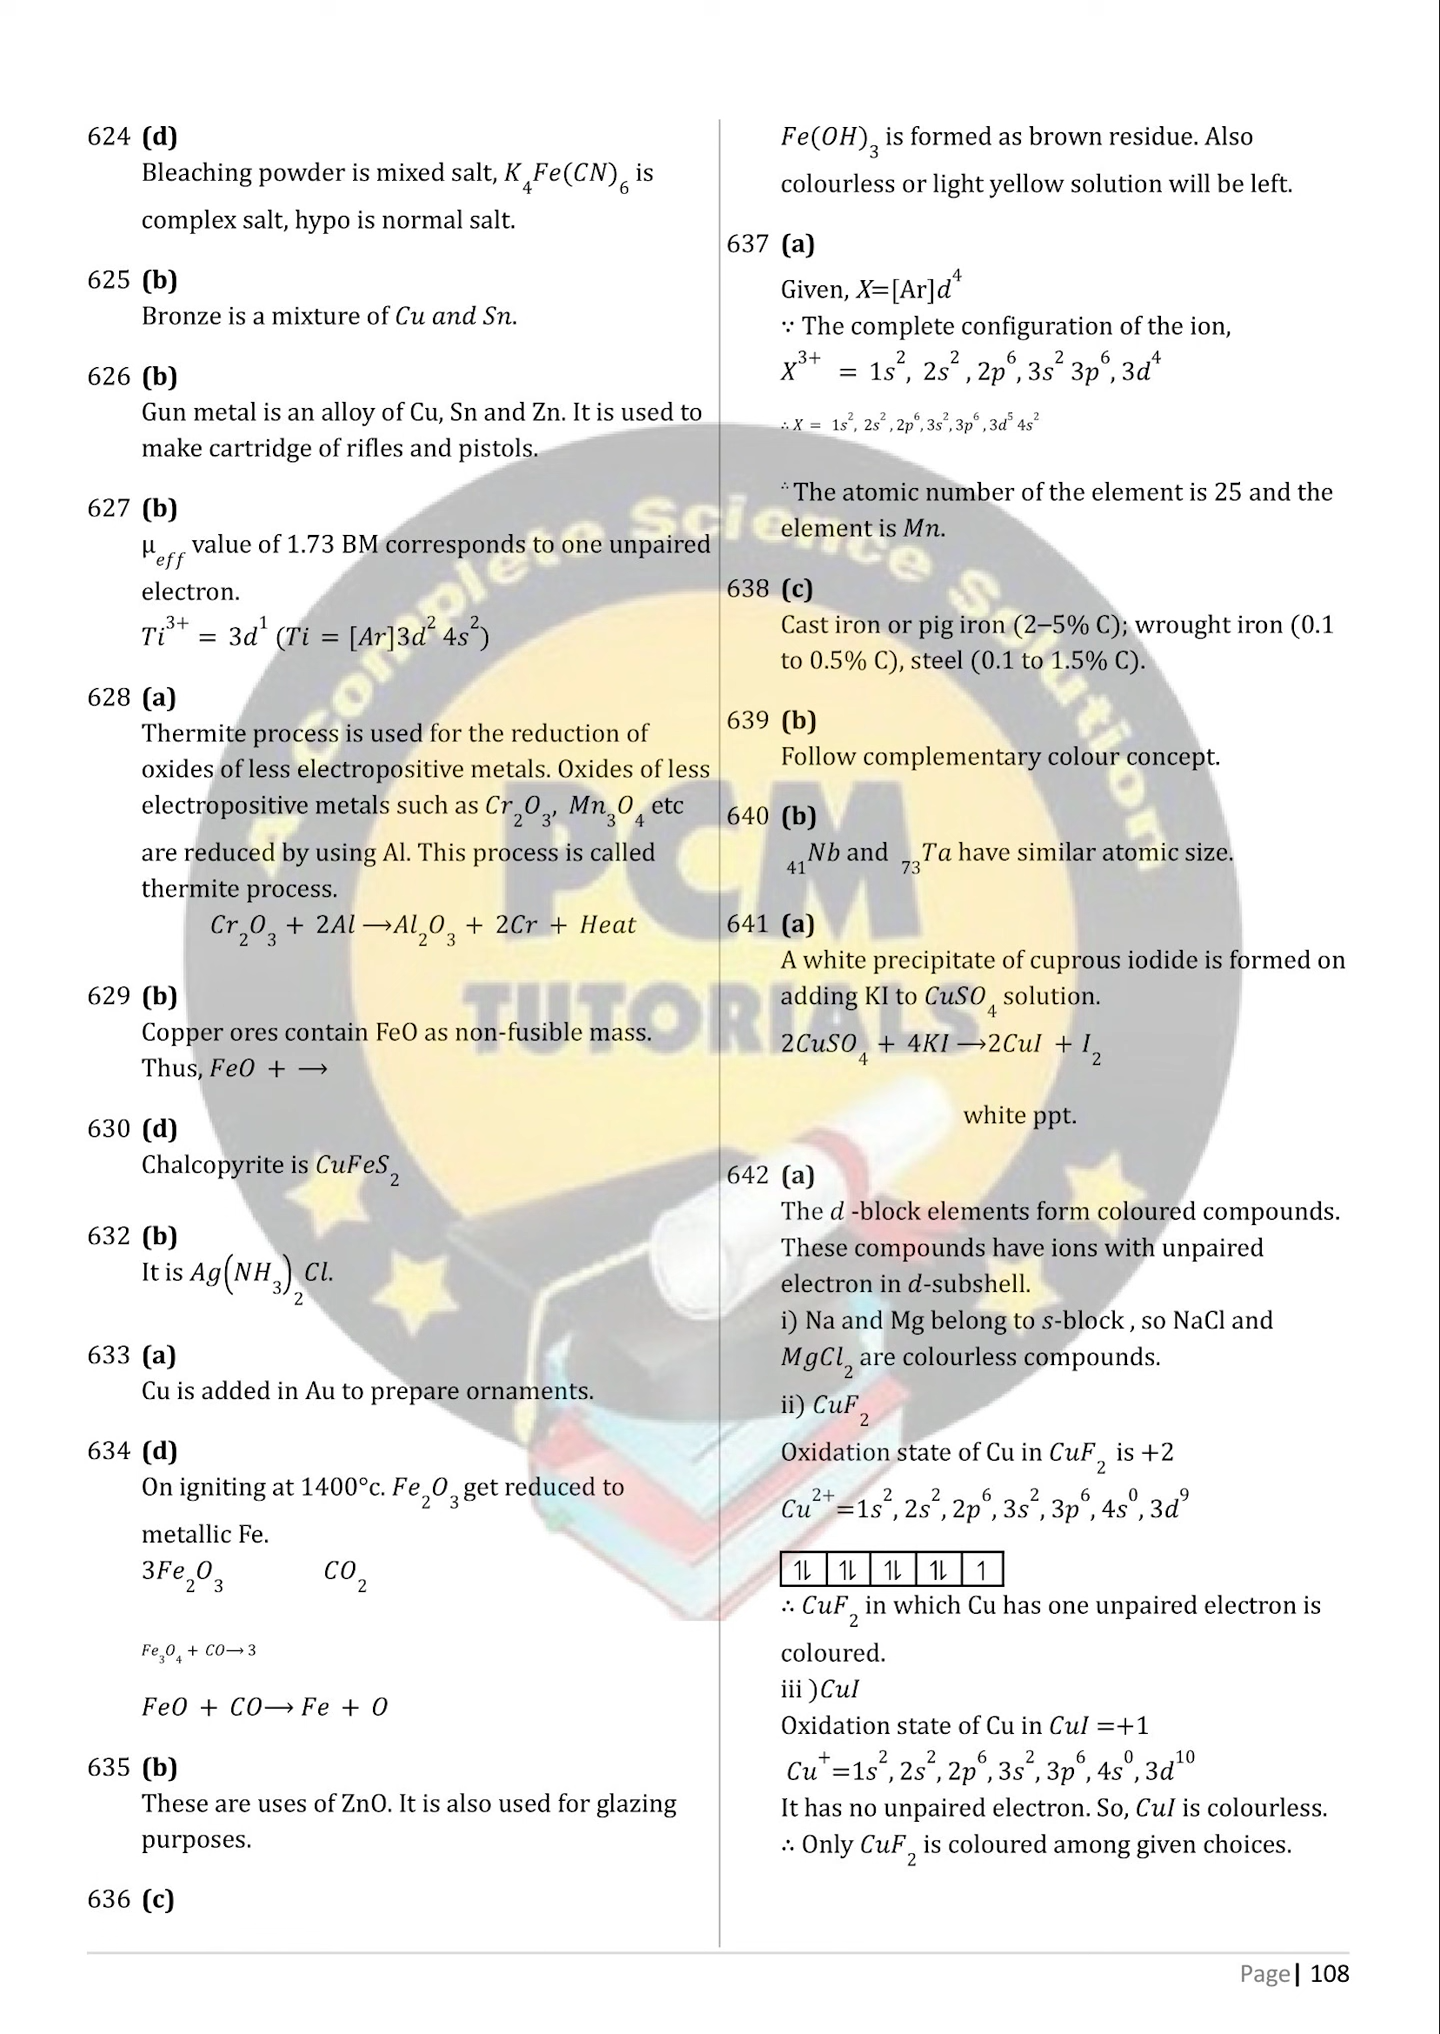 624 (d)
Bleaching powder is mixed salt, K₄Fe(CN)₆ is
complex salt, hypo is normal salt.
625 (b)
Bronze is a mixture of Cu and Sn.
626 (b)
Gun metal is an alloy of Cu, Sn and Zn. It is used to
make cartridge of rifles and pistols.
627 (b)
μ_eff value of 1.73 BM corresponds to one unpaired
electron.
Ti³⁺ = 3d¹ (Ti = [Ar]3d² 4s²)
628 (a)
Thermite process is used for the reduction of
oxides of less electropositive metals. Oxides of less
electropositive metals such as Cr₂O₃, Mn₃O₄ etc
are reduced by using Al. This process is called
thermite process.
Cr₂O₃ + 2Al ⟶Al₂O₃ + 2Cr + Heat
629 (b)
Copper ores contain FeO as non-fusible mass.
Thus, FeO + ⟶
630 (d)
Chalcopyrite is CuFeS₂
632 (b)
It is Ag(NH₃)₂Cl.
633 (a)
Cu is added in Au to prepare ornaments.
634 (d)
On igniting at 1400°c. Fe₂O₃ get reduced to
metallic Fe.
3Fe₂O₃ CO₂
Fe₃O₄ + CO⟶3
FeO + CO⟶ Fe + O
635 (b)
These are uses of ZnO. It is also used for glazing
purposes.
636 (c)
Fe(OH)₃ is formed as brown residue. Also
colourless or light yellow solution will be left.
637 (a)
Given, X=[Ar]d⁴
∵ The complete configuration of the ion,
X³⁺ = 1s², 2s² , 2p⁶, 3s² 3p⁶, 3d⁴
∴ X = 1s², 2s² , 2p⁶, 3s², 3p⁶ , 3d⁵ 4s²
∴ The atomic number of the element is 25 and the
element is Mn.
638 (c)
Cast iron or pig iron (2–5% C); wrought iron (0.1
to 0.5% C), steel (0.1 to 1.5% C).
639 (b)
Follow complementary colour concept.
640 (b)
₄₁Nb and ₇₃Ta have similar atomic size.
641 (a)
A white precipitate of cuprous iodide is formed on
adding KI to CuSO₄ solution.
2CuSO₄ + 4KI ⟶2CuI + I₂
white ppt.
642 (a)
The d -block elements form coloured compounds.
These compounds have ions with unpaired
electron in d-subshell.
i) Na and Mg belong to s-block , so NaCl and
MgCl₂ are colourless compounds.
ii) CuF₂
Oxidation state of Cu in CuF₂ is +2
Cu²⁺=1s², 2s², 2p⁶, 3s², 3p⁶, 4s⁰, 3d⁹
⥮ ⥮ ⥮ ⥮ ↿
∴ CuF₂ in which Cu has one unpaired electron is
coloured.
iii )CuI
Oxidation state of Cu in CuI =+1
Cu⁺=1s², 2s², 2p⁶, 3s², 3p⁶, 4s⁰, 3d¹⁰
It has no unpaired electron. So, CuI is colourless.
∴ Only CuF₂ is coloured among given choices.
A Complete Science Solution
PCM
TUTORIALS
Page| 108